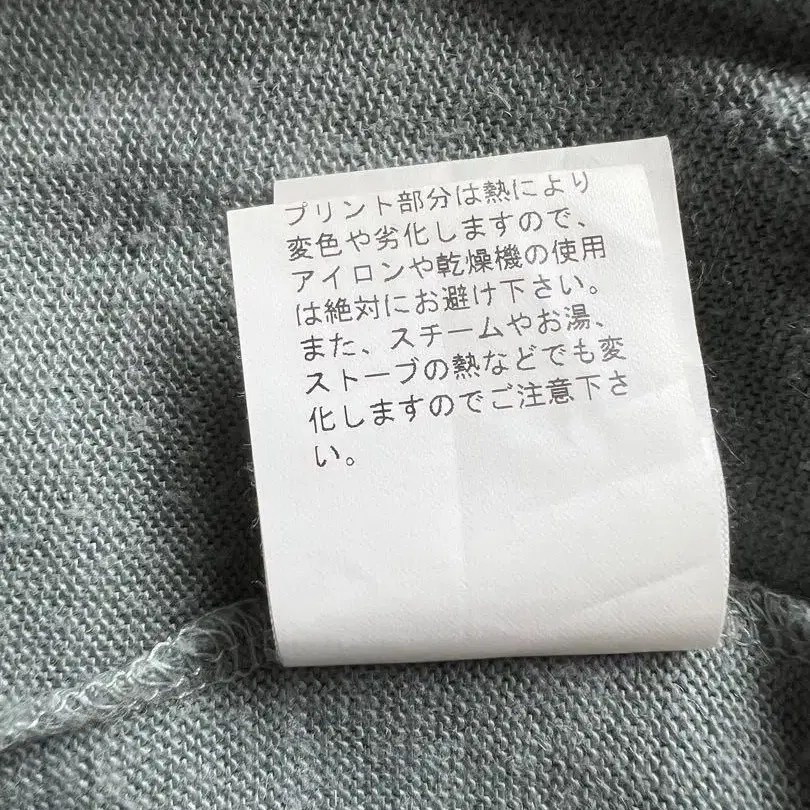 プリント部分は熱により
変色や劣化しますので、
アイロンや乾燥機の使用
は絶対にお避け下さい。
また、スチームやお湯、
ストーブの熱などでも変
化しますのでご注意下さ
い。